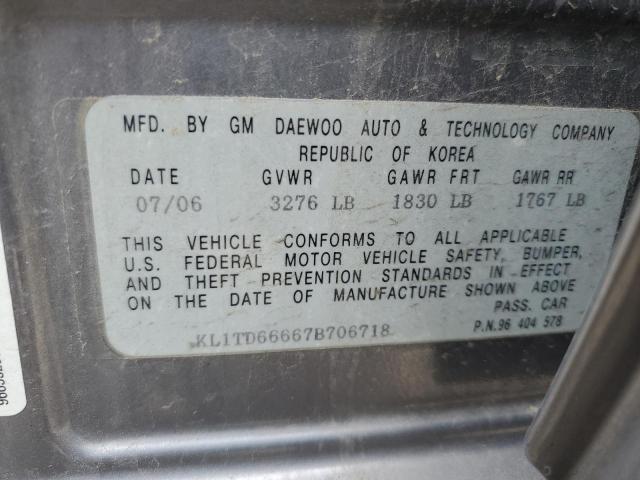 MFD. BY GM DAEWOO AUTO & TECHNOLOGY COMPANY
REPUBLIC OF KOREA
DATE GVWR GAWR FRT GAWR RR
07/06 3276 LB 1830 LB 1767 LB
THIS VEHICLE CONFORMS TO ALL APPLICABLE
U.S. FEDERAL MOTOR VEHICLE SAFETY, BUMPER,
AND THEFT PREVENTION STANDARDS IN EFFECT
ON THE DATE OF MANUFACTURE SHOWN ABOVE
PASS. CAR
KL1TD66667B706718
P.N.96 404 578